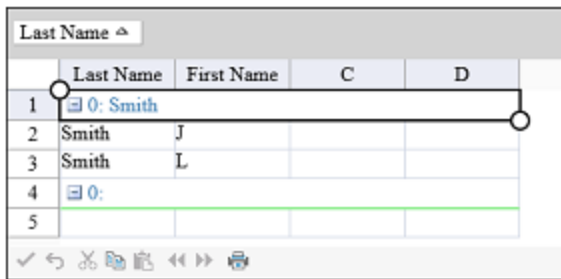 Last Name
Last Name First Name C D
1 0: Smith
2 Smith J
3 Smith L
4 0:
5